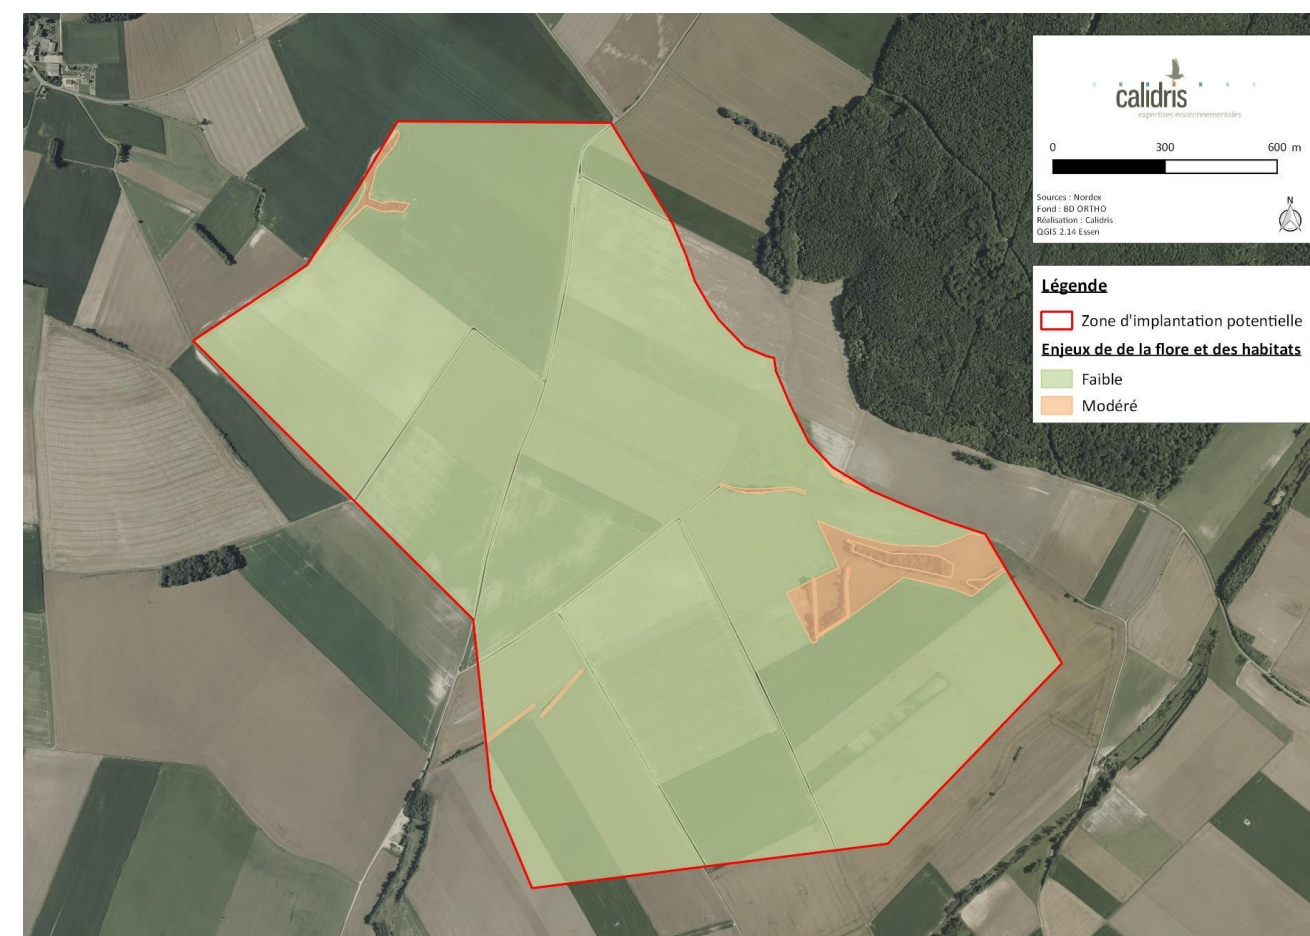 calidris
expertises environnementales
0 300 600 m
Sources : Nordex
Fond : BD ORTHO
Réalisation : Calidris
QGIS 2.14 Essen
N
Légende
Zone d'implantation potentielle
Enjeux de de la flore et des habitats
Faible
Modéré